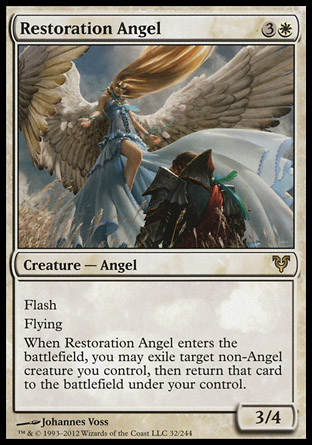 Restoration Angel 3
Creature — Angel
Flash
Flying
When Restoration Angel enters the
battlefield, you may exile target non-Angel
creature you control, then return that card
to the battlefield under your control.
Johannes Voss
™ & © 1993–2012 Wizards of the Coast LLC 32/244
3/4